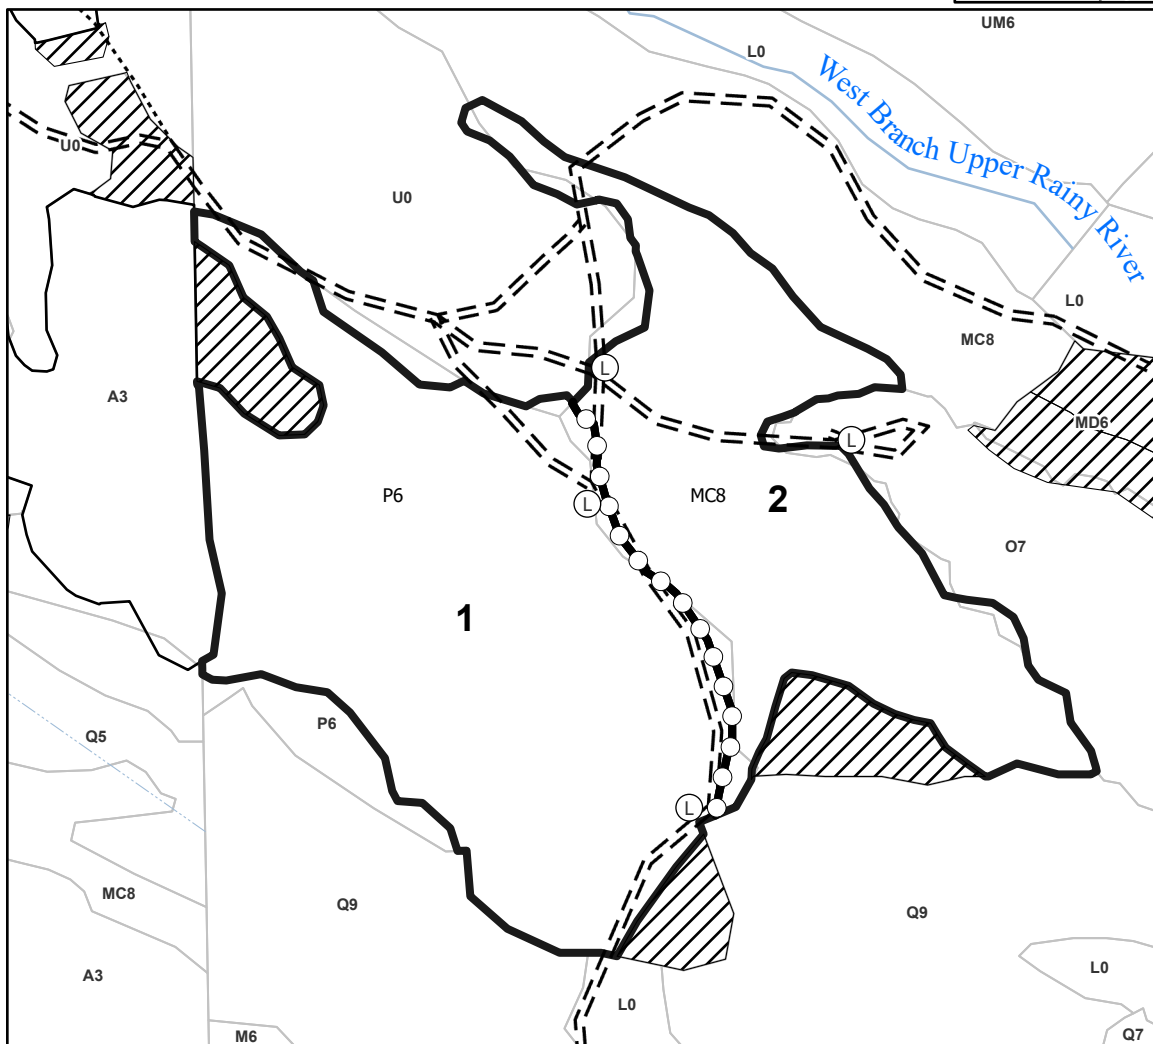 UM6
L0
West Branch Upper Rainy River
U0
U0
L0
MC8
A3
MD6
P6
MC8
2
L
L
L
O7
1
P6
Q5
L
MC8
Q9
Q9
A3
L0
L0
M6
Q7